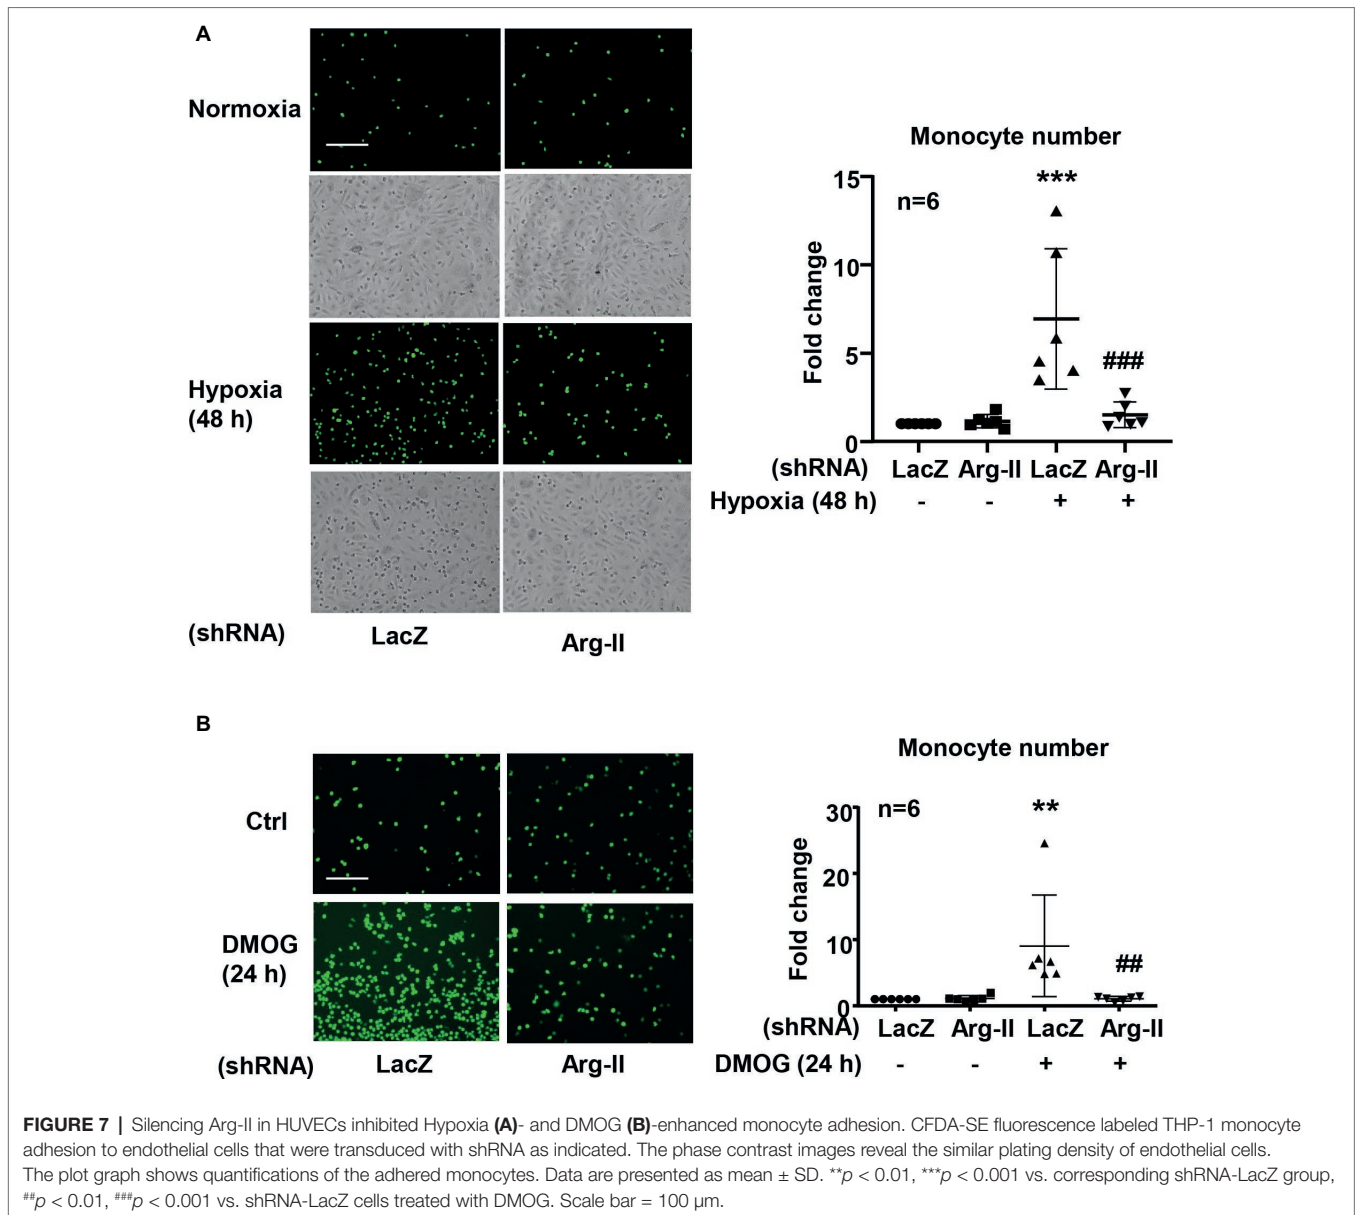 A
Normoxia
Hypoxia
(48 h)
(shRNA)
LacZ
Arg-II
Monocyte number
Fold change
15
10
5
0
n=6
***
###
(shRNA) LacZ Arg-II LacZ Arg-II
Hypoxia (48 h) - - + +
B
Ctrl
DMOG
(24 h)
(shRNA) LacZ Arg-II
Monocyte number
Fold change
30
20
10
0
n=6
**
##
(shRNA) LacZ Arg-II LacZ Arg-II
DMOG (24 h) - - + +
FIGURE 7 | Silencing Arg-II in HUVECs inhibited Hypoxia (A)- and DMOG (B)-enhanced monocyte adhesion. CFDA-SE fluorescence labeled THP-1 monocyte
adhesion to endothelial cells that were transduced with shRNA as indicated. The phase contrast images reveal the similar plating density of endothelial cells.
The plot graph shows quantifications of the adhered monocytes. Data are presented as mean ± SD. **p < 0.01, ***p < 0.001 vs. corresponding shRNA-LacZ group,
##p < 0.01, ###p < 0.001 vs. shRNA-LacZ cells treated with DMOG. Scale bar = 100 μm.